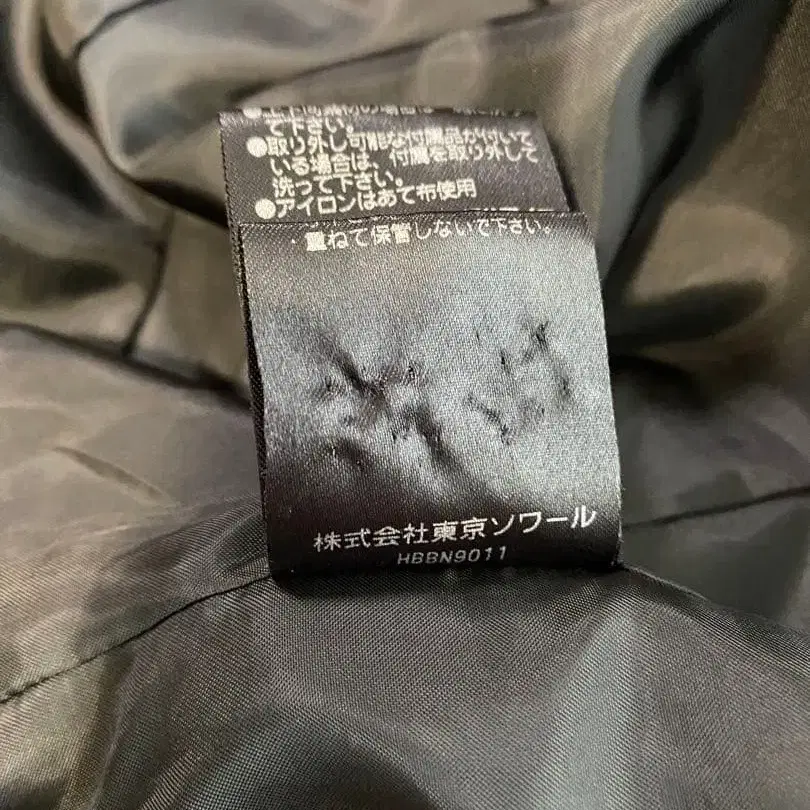 て下さい。
●取り外し可能な付属品が付いて
いる場合は、付属を取り外して
洗って下さい。
●アイロンはあて布使用
・重ねて保管しないで下さい。
株式会社東京ソワール
HBBN9011